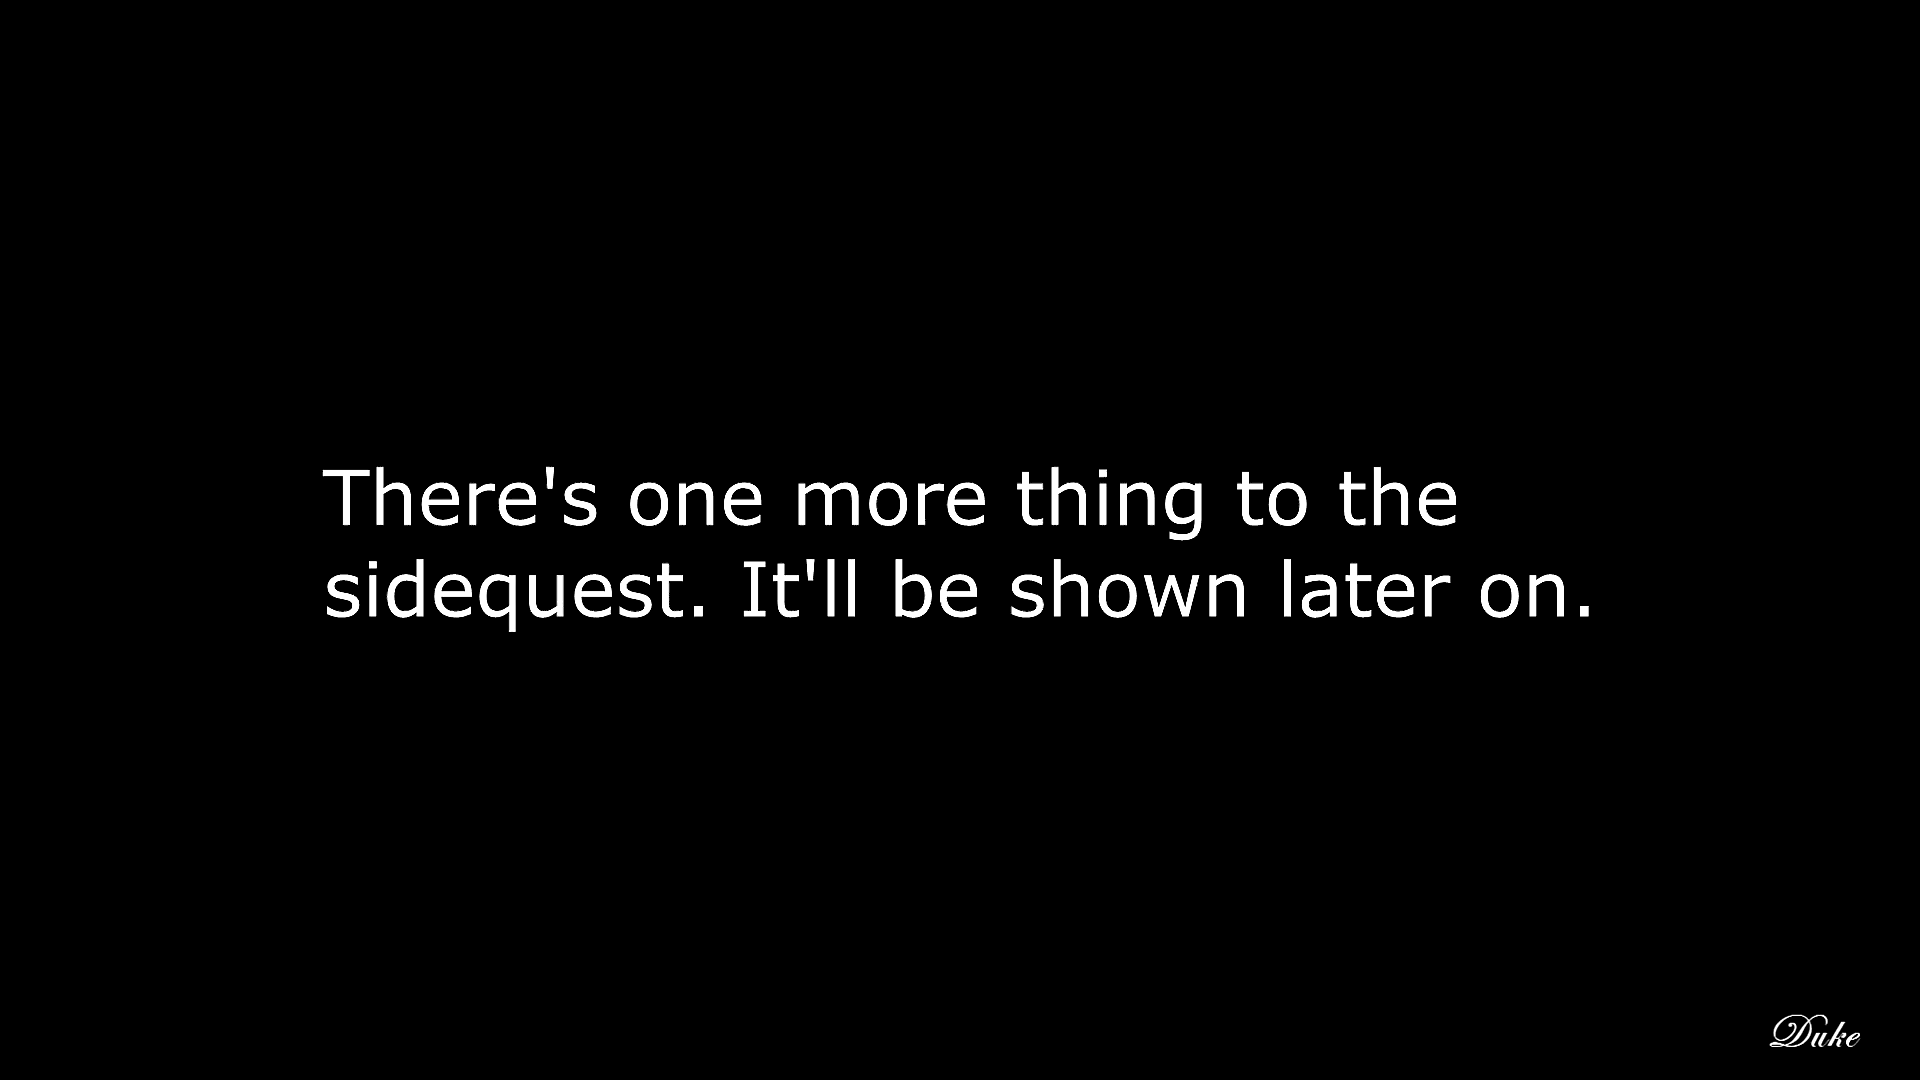 There's one more thing to the
sidequest. It'll be shown later on.
Duke